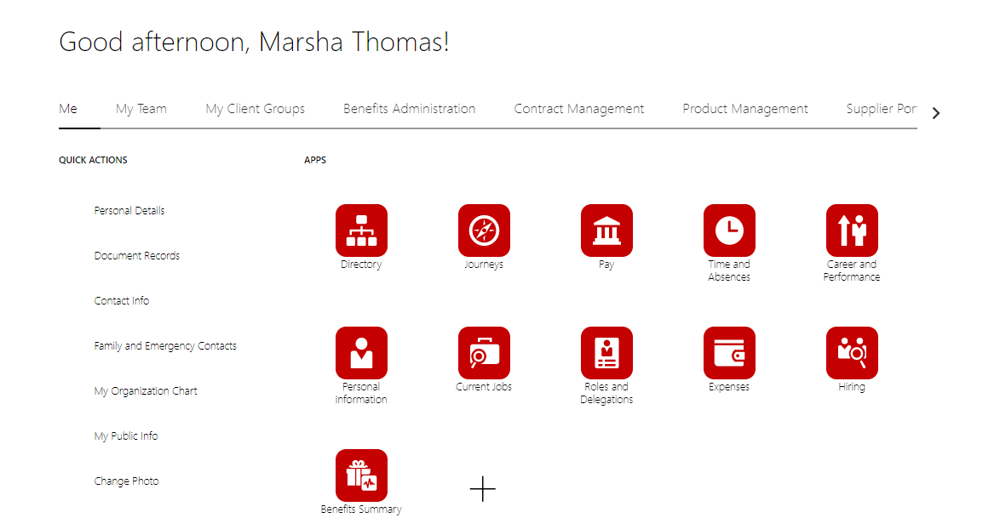 Good afternoon, Marsha Thomas!
Me
My Team
My Client Groups
Benefits Administration
Contract Management
Product Management
Supplier Por
QUICK ACTIONS
Personal Details
Document Records
Contact Info
Family and Emergency Contacts
My Organization Chart
My Public Info
Change Photo
APPS
Directory
Journeys
Pay
Time and
Absences
Career and
Performance
Personal
Information
Current Jobs
Roles and
Delegations
Expenses
Hiring
Benefits Summary